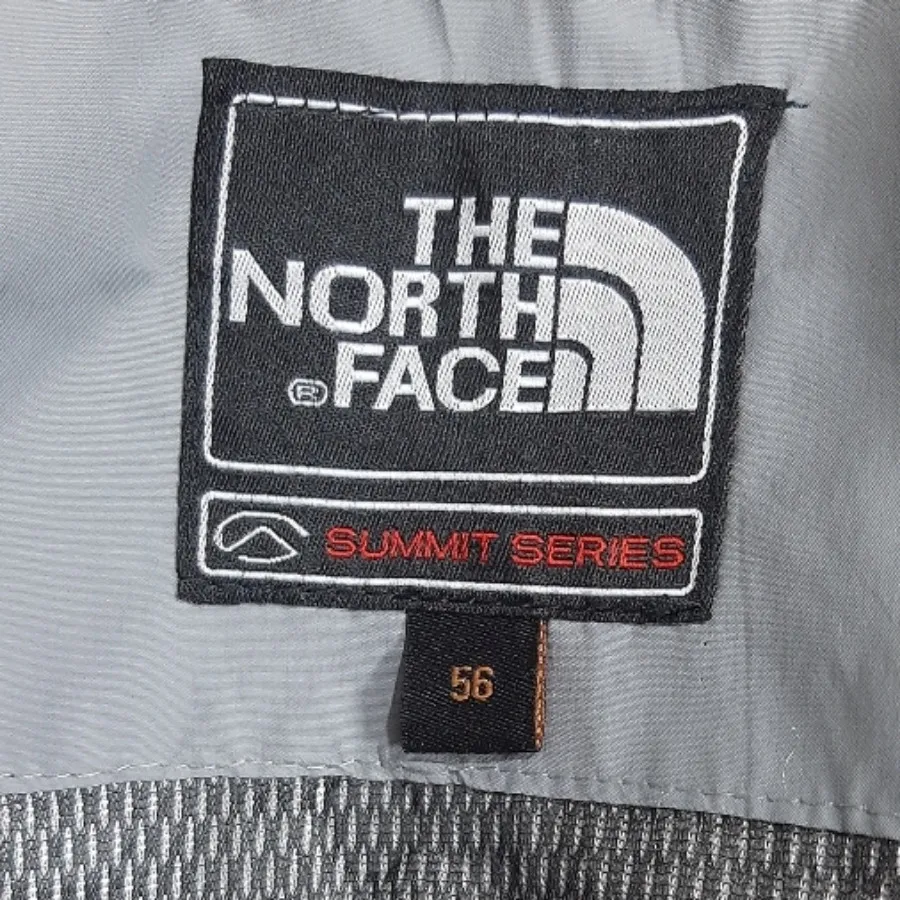 THE
NORTH
® FACE
SUMMIT SERIES
56